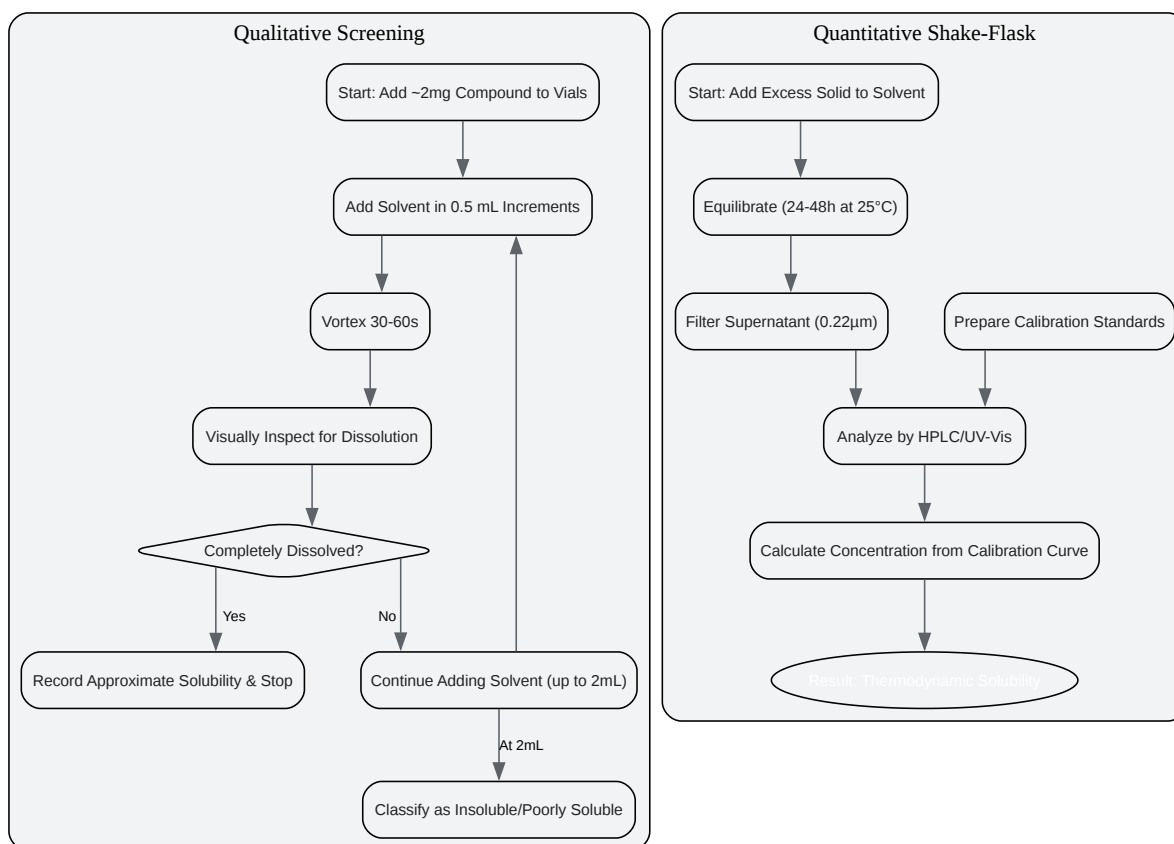 Qualitative Screening
Start: Add ~2mg Compound to Vials
Add Solvent in 0.5 mL Increments
Vortex 30-60s
Visually Inspect for Dissolution
Completely Dissolved?
Yes
No
Record Approximate Solubility & Stop
Continue Adding Solvent (up to 2mL)
At 2mL
Classify as Insoluble/Poorly Soluble
Quantitative Shake-Flask
Start: Add Excess Solid to Solvent
Equilibrate (24-48h at 25°C)
Filter Supernatant (0.22µm)
Prepare Calibration Standards
Analyze by HPLC/UV-Vis
Calculate Concentration from Calibration Curve
Result: Thermodynamic Solubility